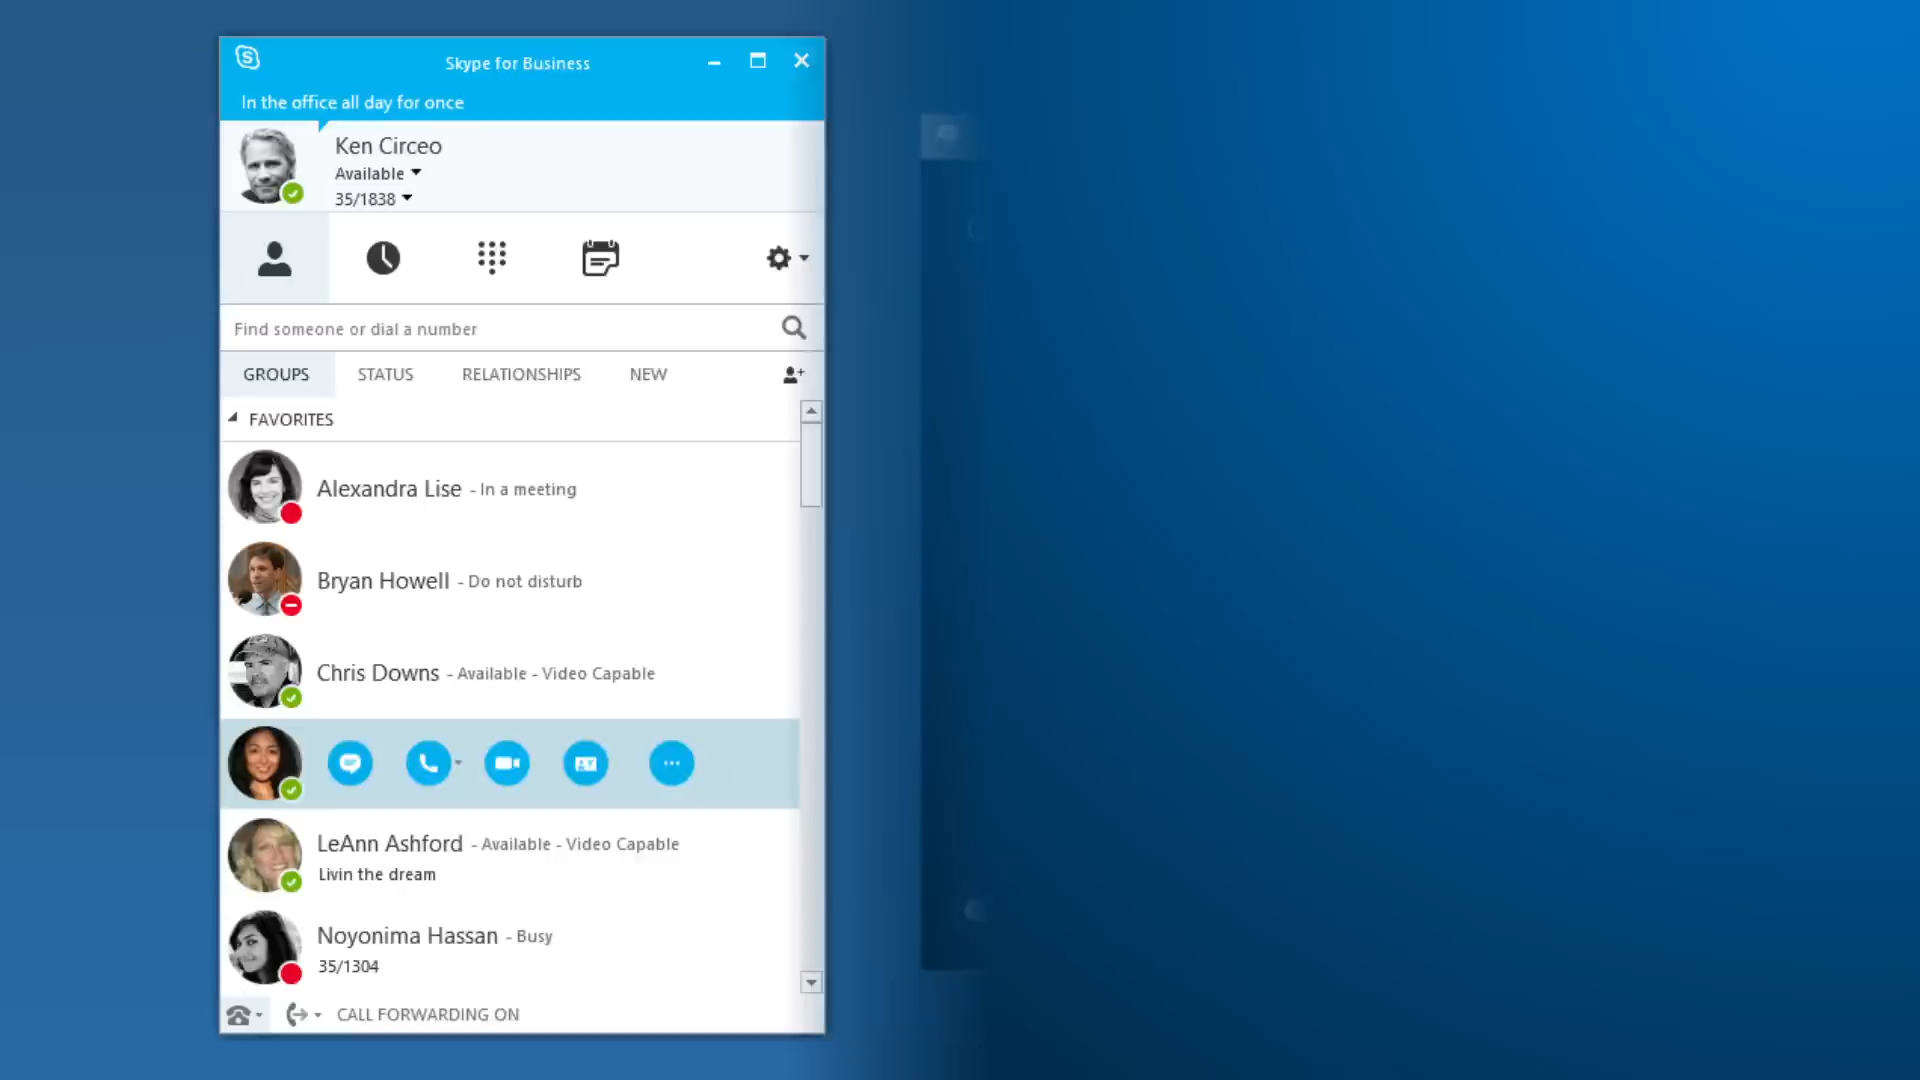 Skype for Business
In the office all day for once
Ken Circeo
Available
35/1838
Find someone or dial a number
GROUPS STATUS RELATIONSHIPS NEW
FAVORITES
Alexandra Lise - In a meeting
Bryan Howell - Do not disturb
Chris Downs - Available - Video Capable
LeAnn Ashford - Available - Video Capable
Livin the dream
Noyonima Hassan - Busy
35/1304
CALL FORWARDING ON